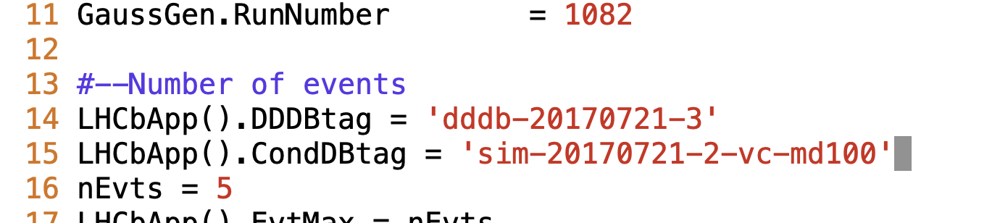 11 GaussGen.RunNumber        = 1082
12
13 #--Number of events
14 LHCbApp().DDDBtag = 'dddb-20170721-3'
15 LHCbApp().CondDBtag = 'sim-20170721-2-vc-md100'
16 nEvts = 5
17 LHCbApp().EvtMax = nEvts